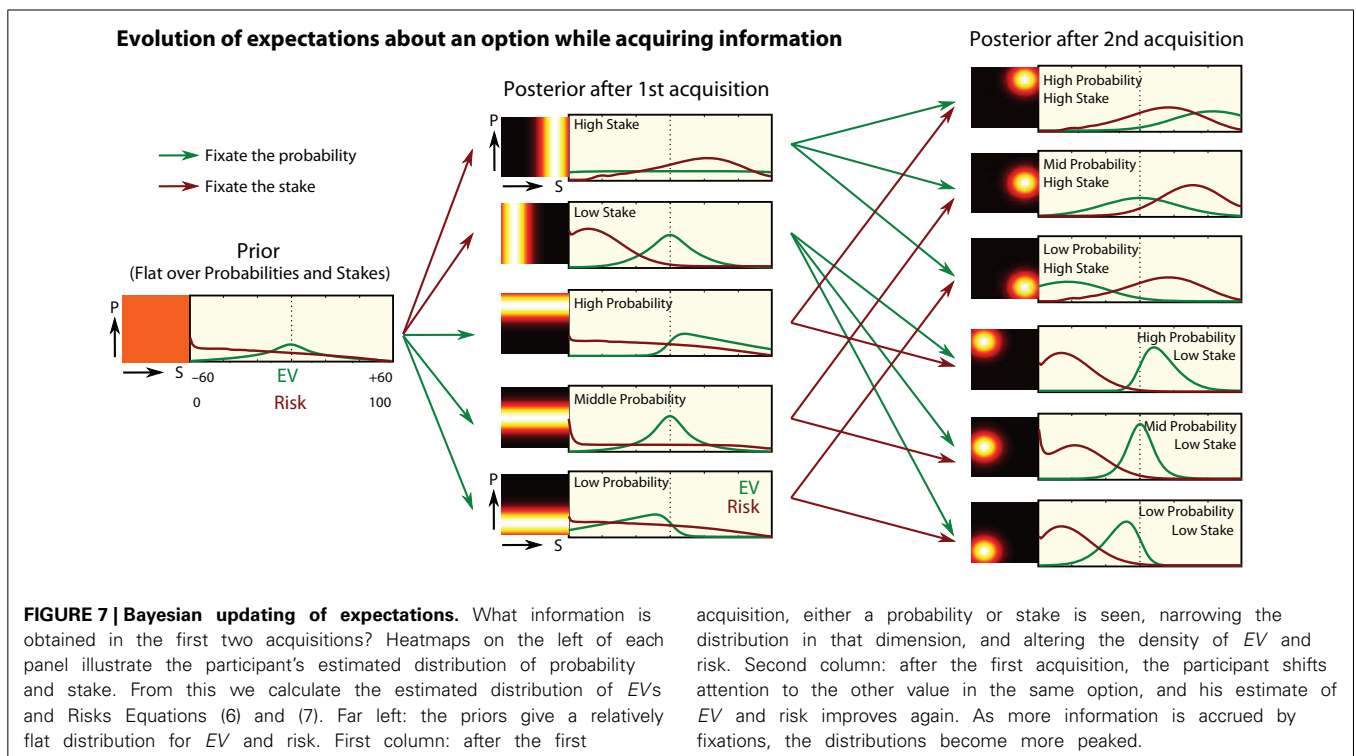 Evolution of expectations about an option while acquiring information
Fixate the probability
Fixate the stake
Prior
(Flat over Probabilities and Stakes)
P
S
–60
EV
+60
0
Risk
100
Posterior after 1st acquisition
P
High Stake
S
Low Stake
High Probability
Middle Probability
P
Low Probability
EV
Risk
S
Posterior after 2nd acquisition
High Probability
High Stake
Mid Probability
High Stake
Low Probability
High Stake
High Probability
Low Stake
Mid Probability
Low Stake
Low Probability
Low Stake
FIGURE 7 | Bayesian updating of expectations. What information is
obtained in the first two acquisitions? Heatmaps on the left of each
panel illustrate the participant's estimated distribution of probability
and stake. From this we calculate the estimated distribution of EVs
and Risks Equations (6) and (7). Far left: the priors give a relatively
flat distribution for EV and risk. First column: after the first
acquisition, either a probability or stake is seen, narrowing the
distribution in that dimension, and altering the density of EV and
risk. Second column: after the first acquisition, the participant shifts
attention to the other value in the same option, and his estimate of
EV and risk improves again. As more information is accrued by
fixations, the distributions become more peaked.